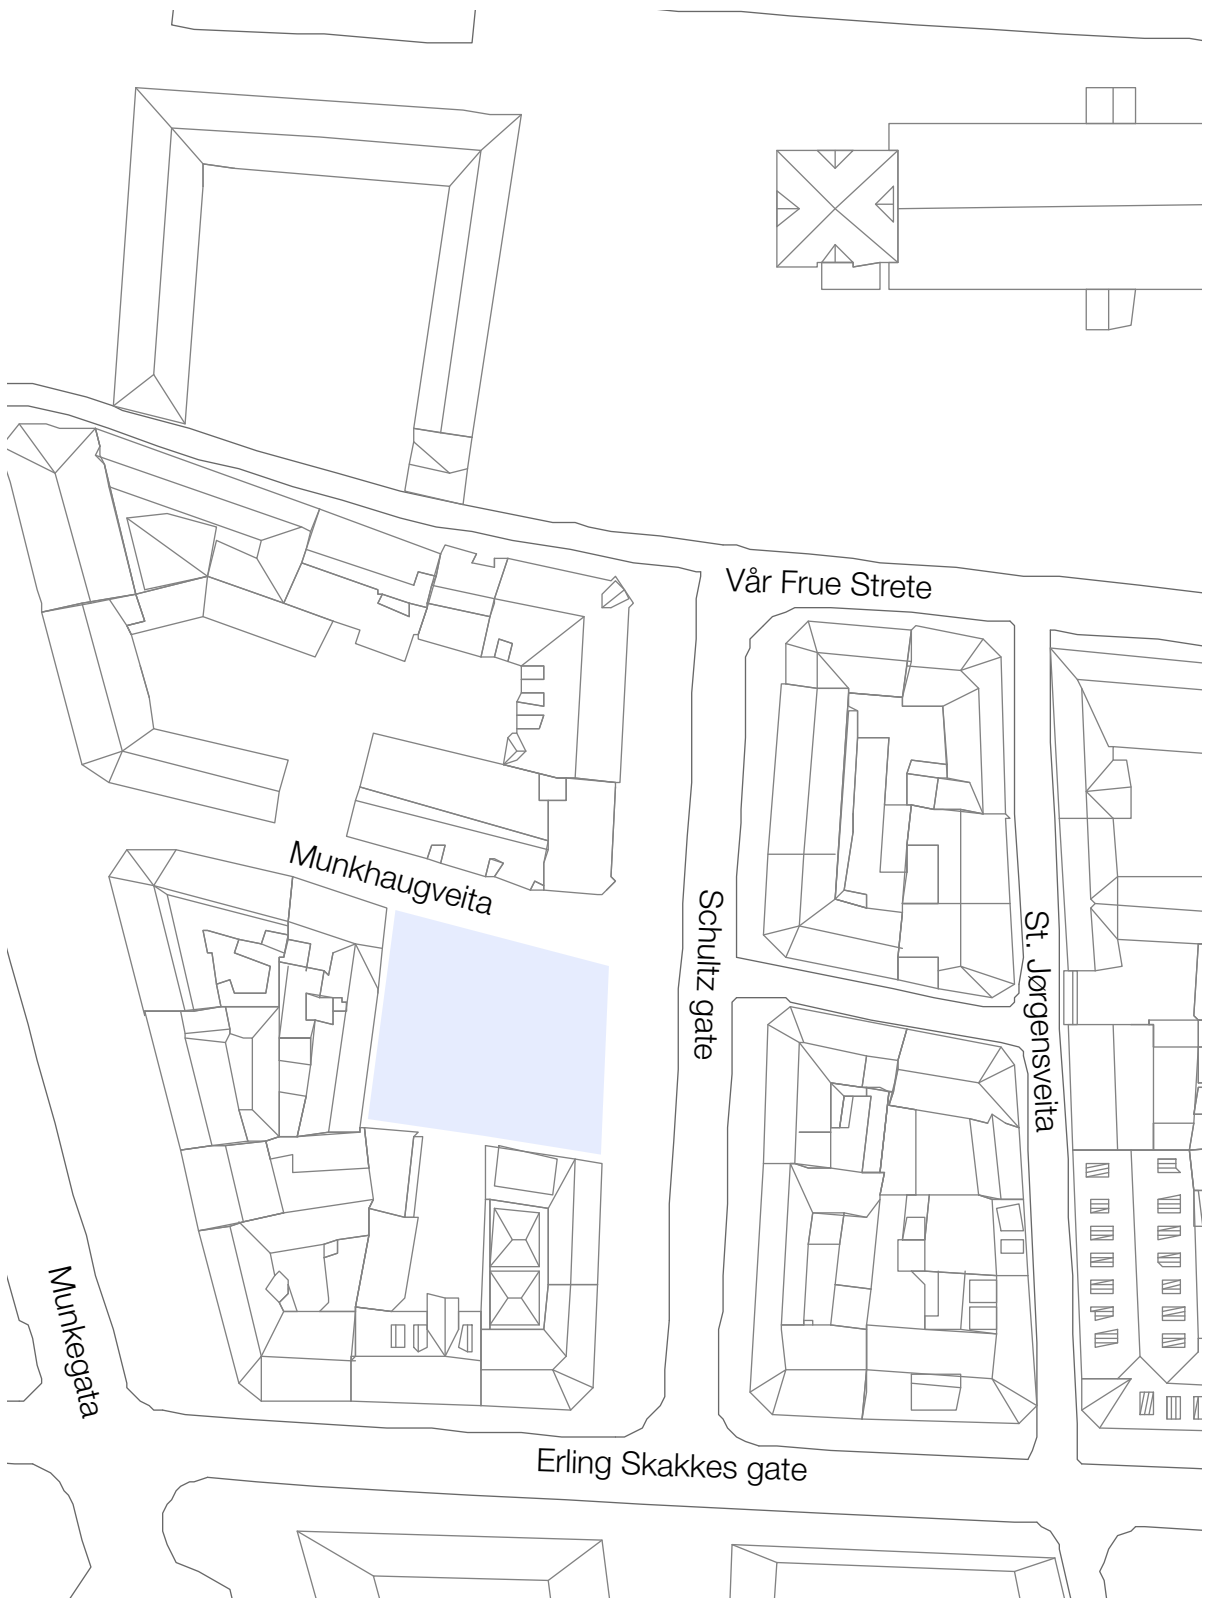 Vår Frue Strete
Munkhaugveita
Schultz gate
St. Jørgensveita
Munkegata
Erling Skakkes gate